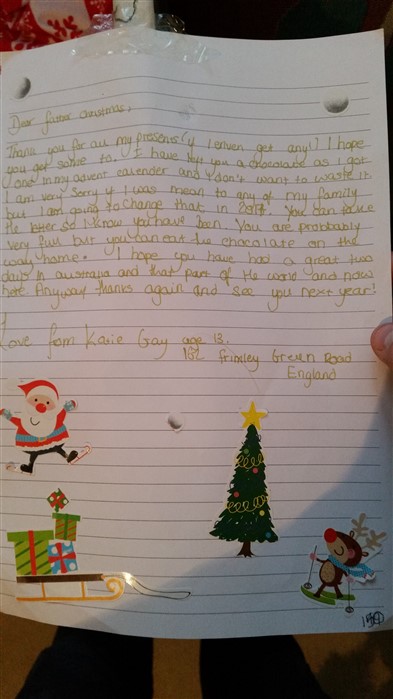 Dear father christmas,
Thank you for all my presents (if I even get any!) I hope
you get some to. I have left you a chocolate as I got
one in my advent calender and I don't want to waste it.
I am very sorry if I was mean to any of my family
but I am going to change that in 2017. You can take
the letter so I know you have been. You are probably
very full but you can eat the chocolate on the
way home. I hope you have had a great two
days in austrapa and that part of the world and now
here. Anyway thanks again and see you next year!
Love from Katie Gay age 13.
Frimley Green Road
England